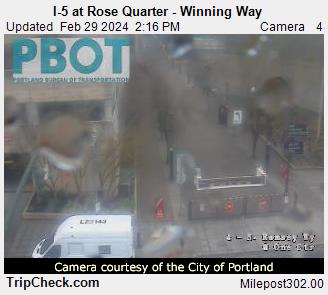 I-5 at Rose Quarter - Winning Way
Updated Feb 29 2024 2:16 PM Camera 4
PBOT
PORTLAND BUREAU OF TRANSPORTATION
Camera courtesy of the City of Portland
TripCheck.com Milepost302.00